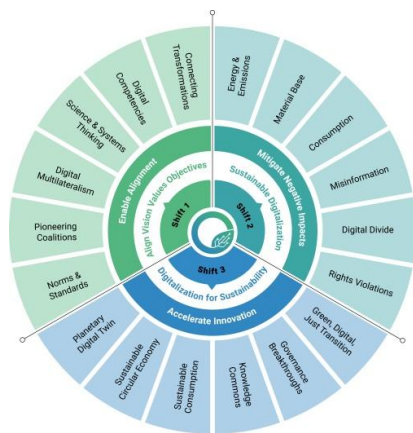 Connecting
Transformations
Digital
Competencies
Science & Systems
Thinking
Digital
Multilateralism
Pioneering
Coalitions
Norms &
Standards
Energy &
Emissions
Material Base
Consumption
Misinformation
Digital Divide
Rights Violations
Green, Digital,
Just Transition
Governance
Breakthroughs
Knowledge
Commons
Sustainable
Consumption
Sustainable
Circular Economy
Planetary
Digital Twin
Enable Alignment
Align Vision Values Objectives
Shift 1
Mitigate Negative Impacts
Sustainable Digitalization
Shift 2
Shift 3
Digitalization for Sustainability
Accelerate Innovation